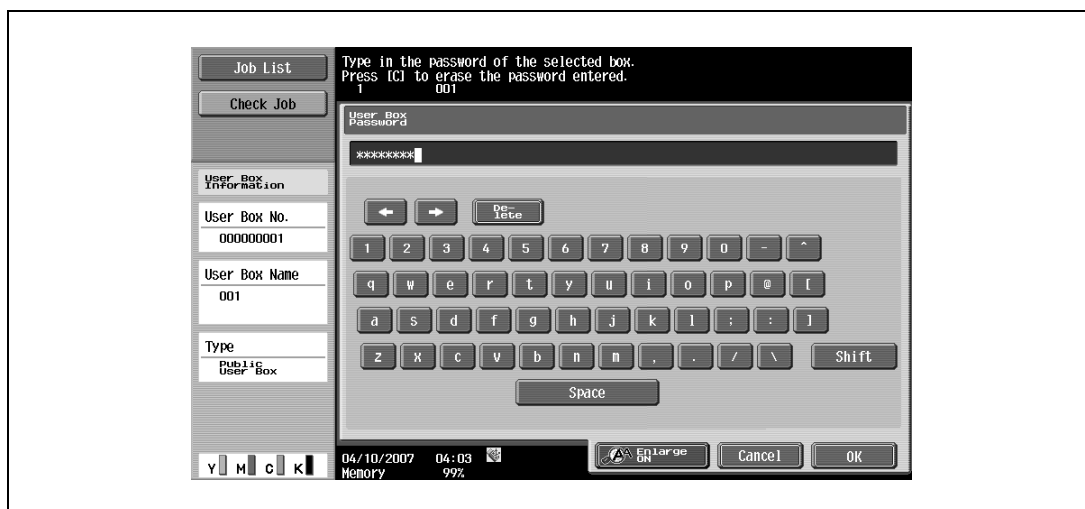 Job List
Check Job
User Box
Information
User Box No.
000000001
User Box Name
001
Type
Public
User Box
Y M C K
Type in the password of the selected box.
Press [C] to erase the password entered.
1 001
User Box
Password
********
De-
lete
1 2 3 4 5 6 7 8 9 0 - ^
q w e r t y u i o p @ [
a s d f g h j k l ; : ]
z x c v b n m , . / \ Shift
Space
04/10/2007 04:03
Memory 99%
Enlarge
ON
Cancel OK